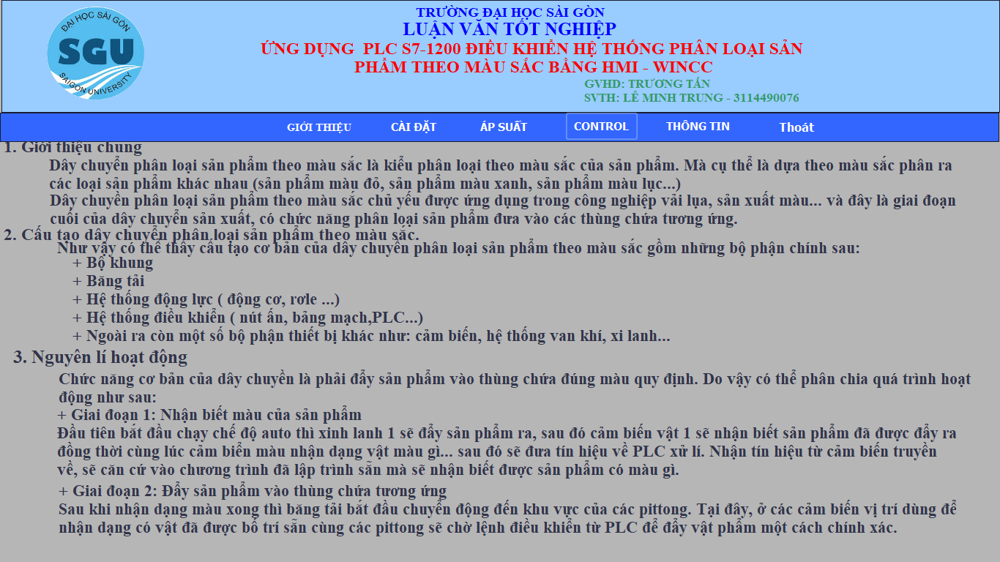 ĐẠI HỌC SÀI GÒN
SGU
SAIGON UNIVERSITY
TRƯỜNG ĐẠI HỌC SÀI GÒN
LUẬN VĂN TỐT NGHIỆP
ỨNG DỤNG PLC S7-1200 ĐIỀU KHIỂN HỆ THỐNG PHÂN LOẠI SẢN
PHẨM THEO MÀU SẮC BẰNG HMI - WINCC
GVHD: TRƯƠNG TẤN
SVTH: LÊ MINH TRUNG - 3114490076
GIỚI THIỆU CÀI ĐẶT ÁP SUẤT CONTROL THÔNG TIN Thoát
1. Giới thiệu chung
Dây chuyển phân loại sản phẩm theo màu sắc là kiểu phân loại theo màu sắc của sản phẩm. Mà cụ thể là dựa theo màu sắc phân ra
các loại sản phẩm khác nhau (sản phẩm màu đỏ, sản phẩm màu xanh, sản phẩm màu lục...)
Dây chuyền phân loại sản phẩm theo màu sắc chủ yếu được ứng dụng trong công nghiệp vải lụa, sản xuất màu... và đây là giai đoạn
cuối của dây chuyển sản xuất, có chức năng phân loại sản phẩm đưa vào các thùng chứa tương ứng.
2. Cấu tạo dây chuyển phân loại sản phẩm theo màu sắc.
Như vậy có thể thấy cấu tạo cơ bản của dây chuyền phân loại sản phẩm theo màu sắc gồm những bộ phận chính sau:
+ Bộ khung
+ Băng tải
+ Hệ thống động lực ( động cơ, rơle ...)
+ Hệ thống điều khiển ( nút ấn, bảng mạch,PLC...)
+ Ngoài ra còn một số bộ phận thiết bị khác như: cảm biến, hệ thống van khí, xi lanh...
3. Nguyên lí hoạt động
Chức năng cơ bản của dây chuyền là phải đẩy sản phẩm vào thùng chứa đúng màu quy định. Do vậy có thể phân chia quá trình hoạt
động như sau:
+ Giai đoạn 1: Nhận biết màu của sản phẩm
Đầu tiên bắt đầu chạy chế độ auto thì xinh lanh 1 sẽ đẩy sản phẩm ra, sau đó cảm biến vật 1 sẽ nhận biết sản phẩm đã được đẩy ra
đồng thời cùng lúc cảm biển màu nhận dạng vật màu gì... sau đó sẽ đưa tín hiệu về PLC xử lí. Nhận tín hiệu từ cảm biến truyền
về, sẽ căn cứ vào chương trình đã lập trình sẵn mà sẽ nhận biết được sản phẩm có màu gì.
+ Giai đoạn 2: Đẩy sản phẩm vào thùng chứa tương ứng
Sau khi nhận dạng màu xong thì băng tải bắt đầu chuyển động đến khu vực của các pittong. Tại đây, ở các cảm biến vị trí dùng để
nhận dạng có vật đã được bố trí sẵn cùng các pittong sẽ chờ lệnh điều khiển từ PLC để đẩy vật phẩm một cách chính xác.